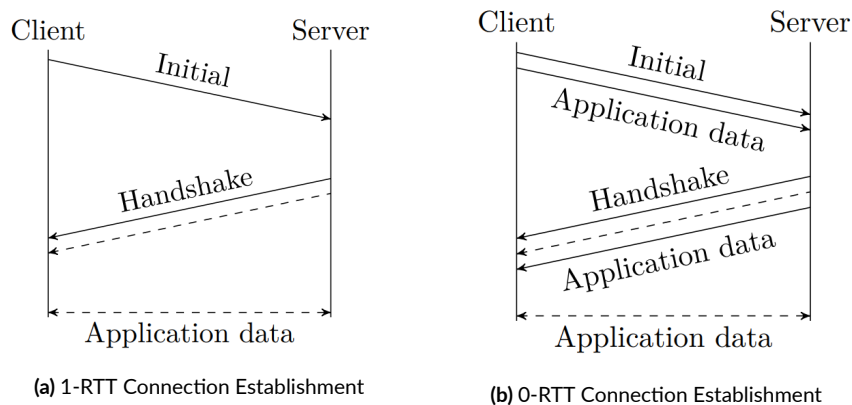 Client Server
Initial
Handshake
Application data
(a) 1-RTT Connection Establishment
Client Server
Initial
Application data
Handshake
Application data
Application data
(b) 0-RTT Connection Establishment